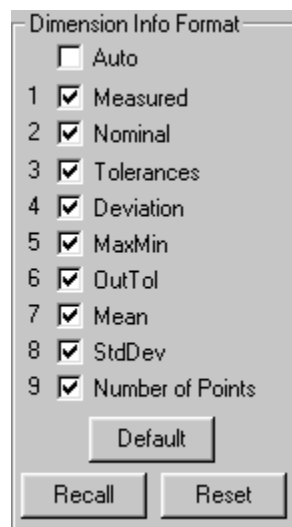 Dimension Info Format
Auto
1 Measured
2 Nominal
3 Tolerances
4 Deviation
5 MaxMin
6 OutTol
7 Mean
8 StdDev
9 Number of Points
Default
Recall Reset